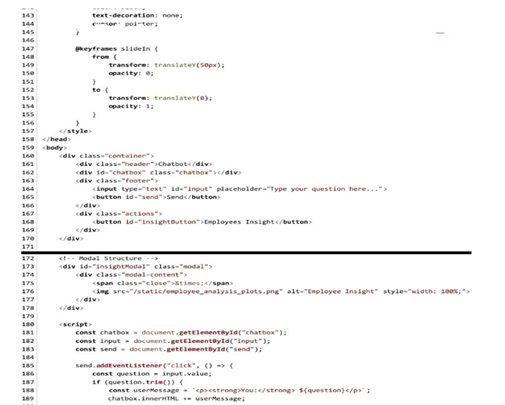 143 text-decoration: none;
144 cursor: pointer;
145 }
146
147 @keyframes slideIn {
148 from {
149 transform: translateY(50px);
150 opacity: 0;
151 }
152 to {
153 transform: translateY(0);
154 opacity: 1;
155 }
156 }
157 </style>
158 </head>
159 <body>
160 <div class="container">
161 <div class="header">Chatbot</div>
162 <div id="chatbox" class="chatbox"></div>
163 <div class="footer">
164 <input type="text" id="input" placeholder="Type your question here...">
165 <button id="send">Send</button>
166 </div>
167 <div class="actions">
168 <button id="insightButton">Employees Insight</button>
169 </div>
170 </div>
171
172 <!-- Modal Structure -->
173 <div id="insightModal" class="modal">
174 <div class="modal-content">
175 <span class="close">&times;</span>
176 <img src="/static/employee_analysis_plots.png" alt="Employee Insight" style="width: 100%;">
177 </div>
178 </div>
179
180 <script>
181 const chatbox = document.getElementById("chatbox");
182 const input = document.getElementById("input");
183 const send = document.getElementById("send");
184
185 send.addEventListener("click", () => {
186 const question = input.value;
187 if (question.trim()) {
188 const userMessage = `<p><strong>You:</strong> ${question}</p>`;
189 chatbox.innerHTML += userMessage;